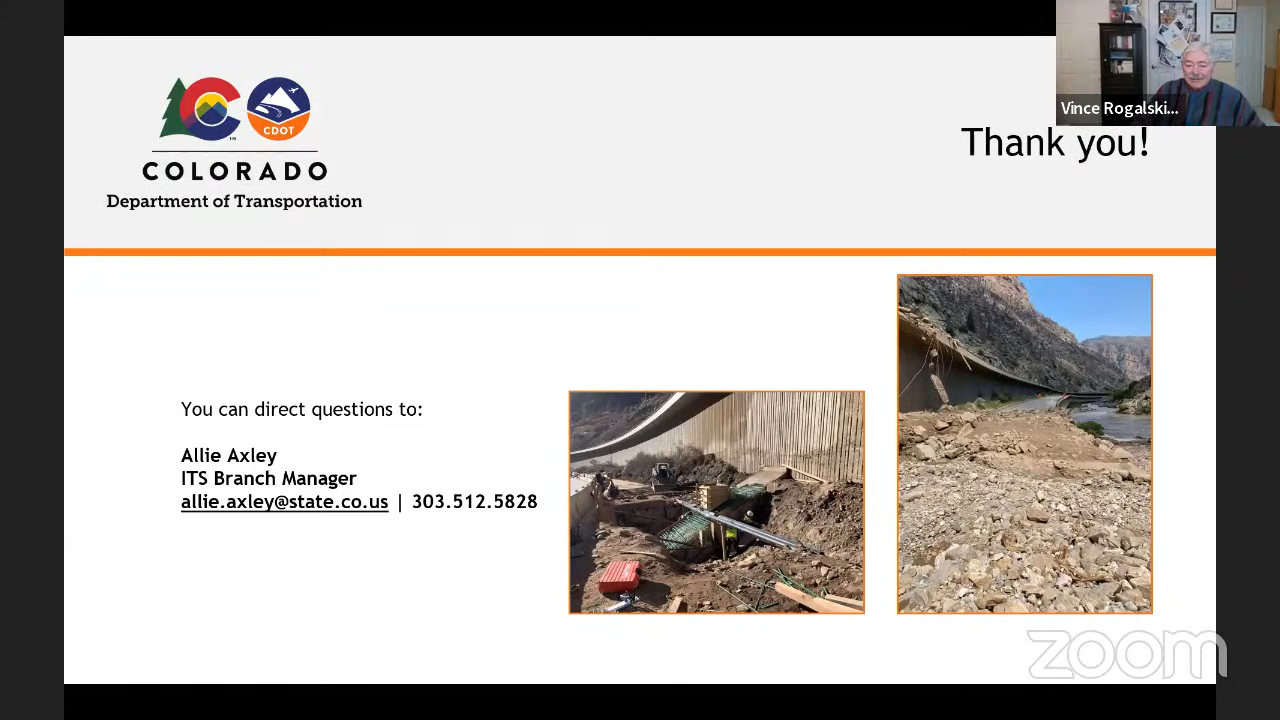 Vince Rogalski...
Thank you!
CDOT
COLORADO
Department of Transportation
You can direct questions to:
Allie Axley
ITS Branch Manager
allie.axley@state.co.us | 303.512.5828
zoom